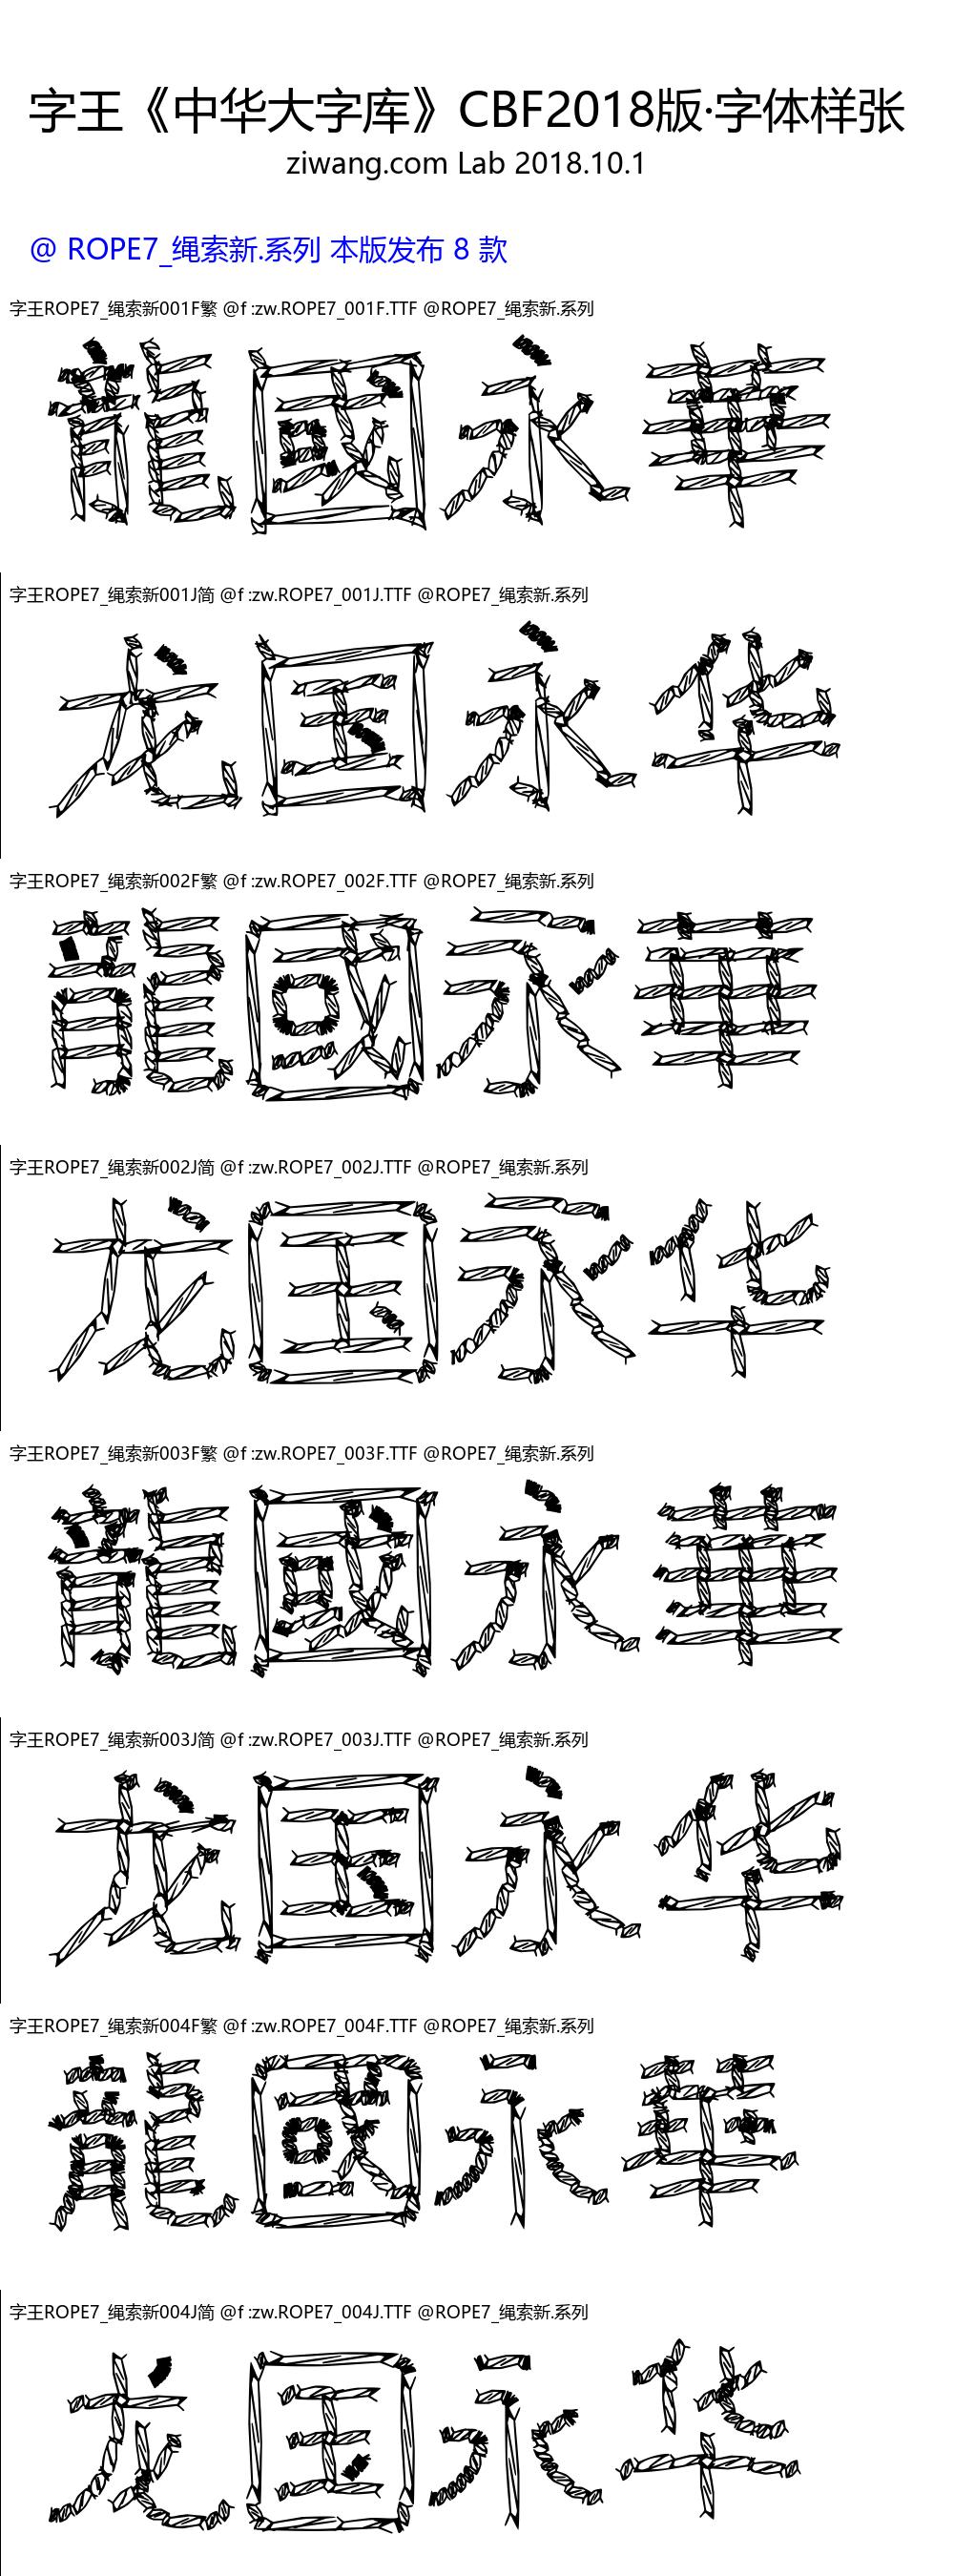 字王《中华大字库》CBF2018版·字体样张
ziwang.com Lab 2018.10.1
@ ROPE7_绳索新.系列 本版发布 8 款
字王ROPE7_绳索新001F繁 @f :zw.ROPE7_001F.TTF @ROPE7_绳索新.系列
龍國永華
字王ROPE7_绳索新001J简 @f :zw.ROPE7_001J.TTF @ROPE7_绳索新.系列
龙国永华
字王ROPE7_绳索新002F繁 @f :zw.ROPE7_002F.TTF @ROPE7_绳索新.系列
龍國永華
字王ROPE7_绳索新002J简 @f :zw.ROPE7_002J.TTF @ROPE7_绳索新.系列
龙国永华
字王ROPE7_绳索新003F繁 @f :zw.ROPE7_003F.TTF @ROPE7_绳索新.系列
龍國永華
字王ROPE7_绳索新003J简 @f :zw.ROPE7_003J.TTF @ROPE7_绳索新.系列
龙国永华
字王ROPE7_绳索新004F繁 @f :zw.ROPE7_004F.TTF @ROPE7_绳索新.系列
龍國永華
字王ROPE7_绳索新004J简 @f :zw.ROPE7_004J.TTF @ROPE7_绳索新.系列
龙国永华